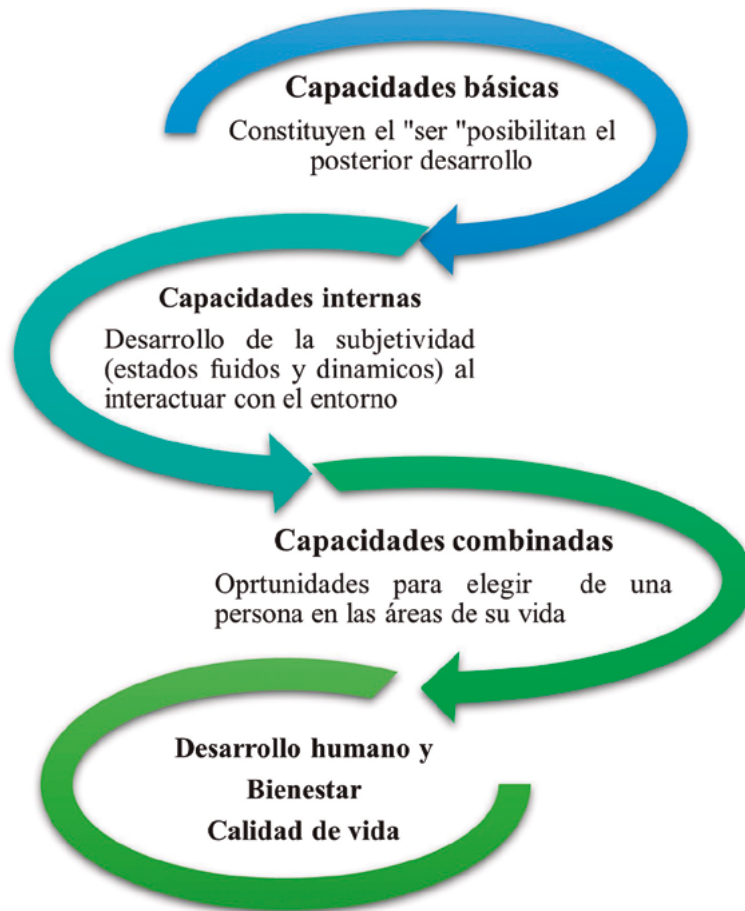 Capacidades básicas
Constituyen el "ser "posibilitan el
posterior desarrollo
Capacidades internas
Desarrollo de la subjetividad
(estados fuidos y dinamicos) al
interactuar con el entorno
Capacidades combinadas
Oprtunidades para elegir de una
persona en las áreas de su vida
Desarrollo humano y
Bienestar
Calidad de vida